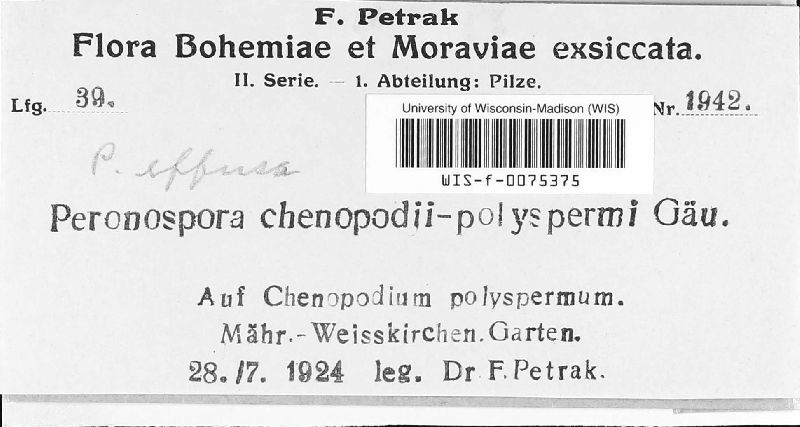 F. Petrak
Flora Bohemiae et Moraviae exsiccata.
II. Serie. — 1. Abteilung: Pilze.
Lfg. 39.
Nr. 1942.
University of Wisconsin-Madison (WIS)
WIS-f-0075375
P. effusa
Peronospora chenopodii-polyspermi Gäu.
Auf Chenopodium polyspermum.
Mähr.-Weisskirchen. Garten.
28./7. 1924 leg. Dr F. Petrak.